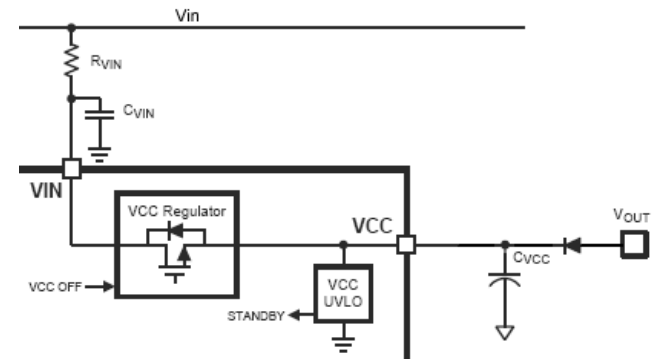 Vin
RVIN
CVIN
VIN
VCC Regulator
VCC
VOUT
CVCC
VCC OFF
VCC
UVLO
STANDBY